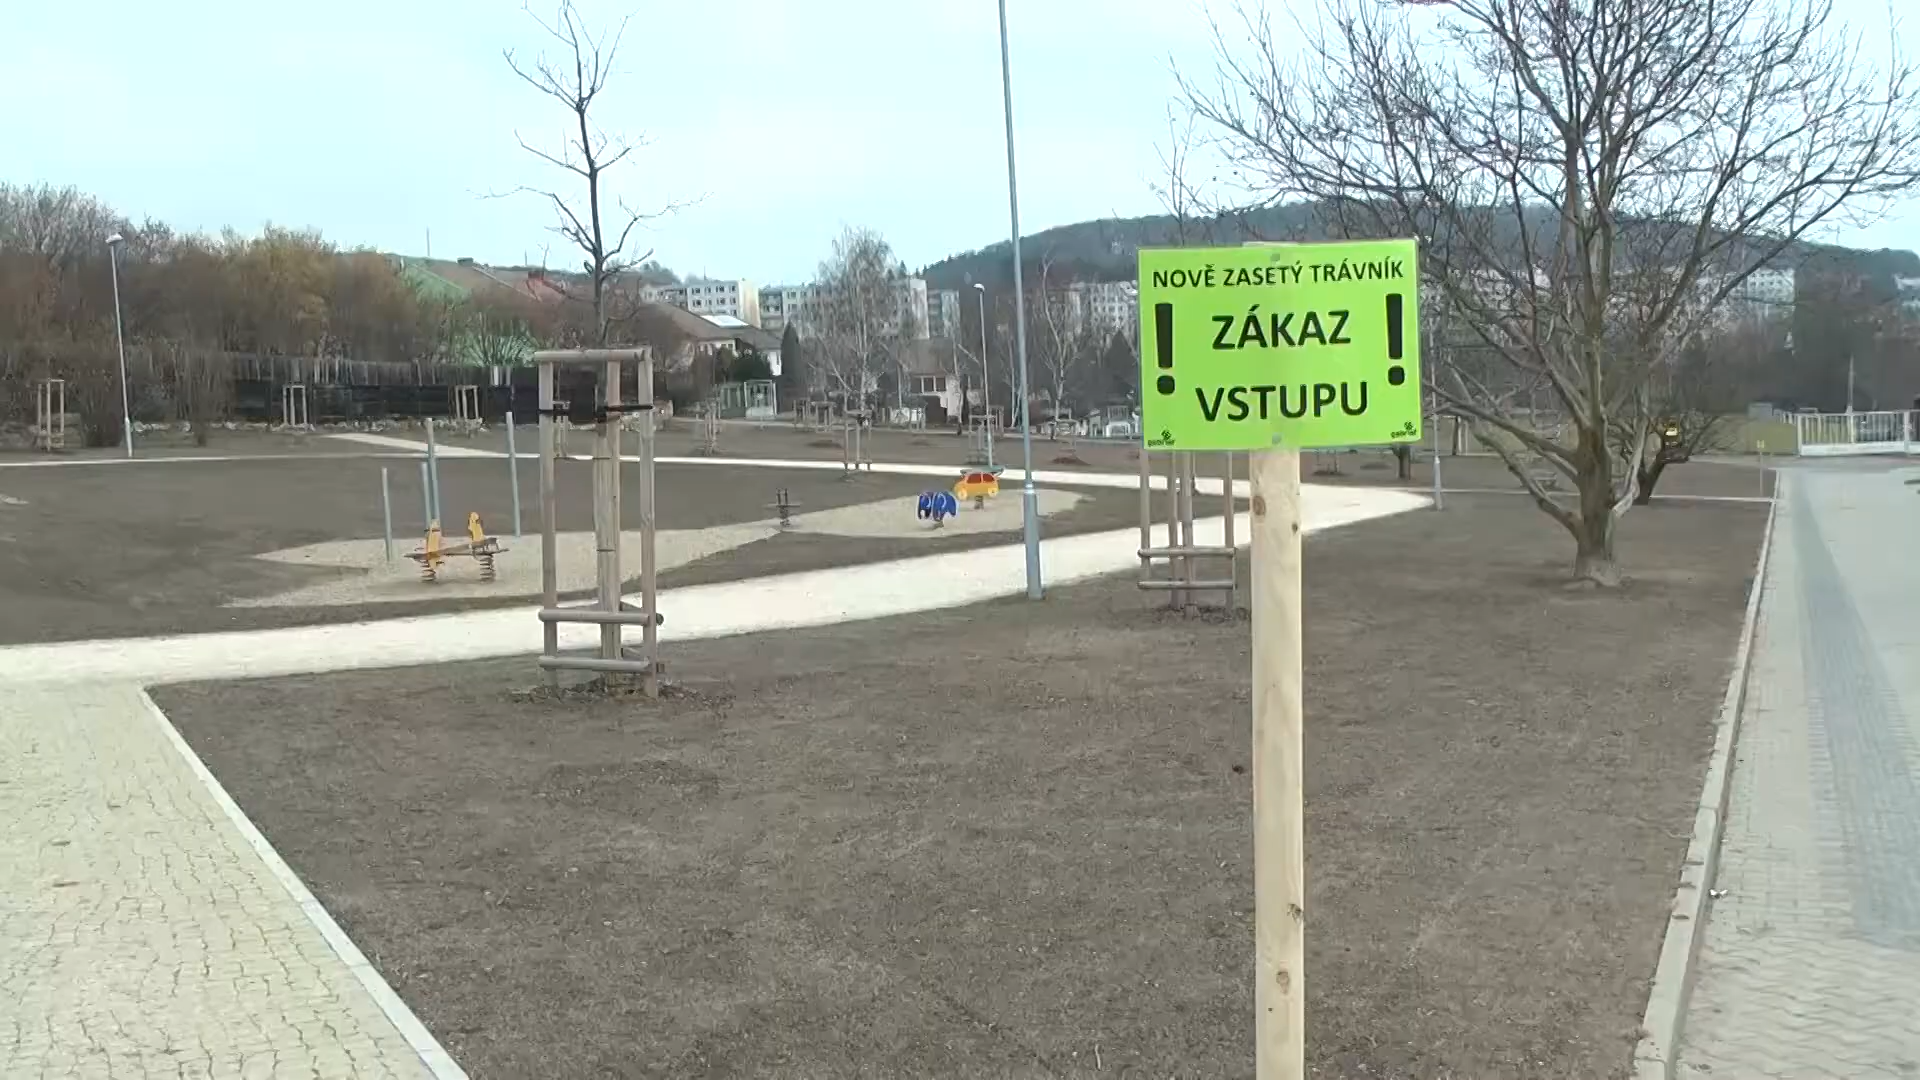 NOVĚ ZASETÝ TRÁVNÍK
! ZÁKAZ !
VSTUPU